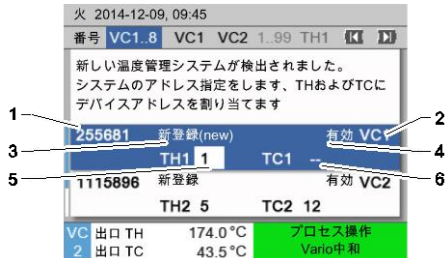 火 2014-12-09, 09:45
番号 VC1..8 VC1 VC2 1..99 TH1
新しい温度管理システムが検出されました。
システムのアドレス指定をします、THおよびTCに
デバイスアドレスを割り当てます
1
2
255681 新登録(new) 有効 VC1
3
4
TH1 1 TC1 --
5
6
1115896 新登録 有効 VC2
TH2 5 TC2 12
VC 出口 TH 174.0°C プロセス操作
2 出口 TC 43.5°C Vario中和